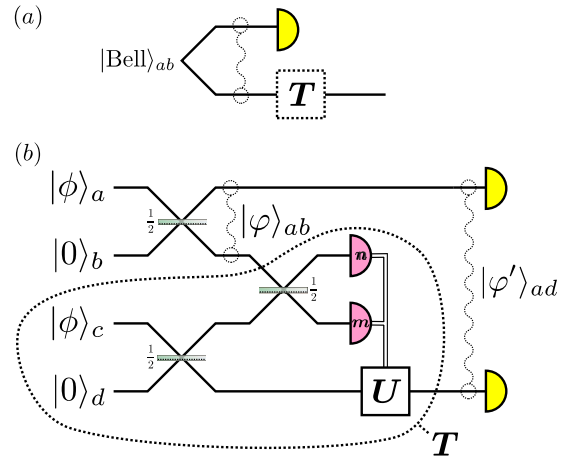 (a)
|Bell⟩ab
T
(b)
|ϕ⟩a
1/2
|φ⟩ab
|0⟩b
n
1/2
|φ′⟩ad
|ϕ⟩c
m
1/2
|0⟩d
U
T